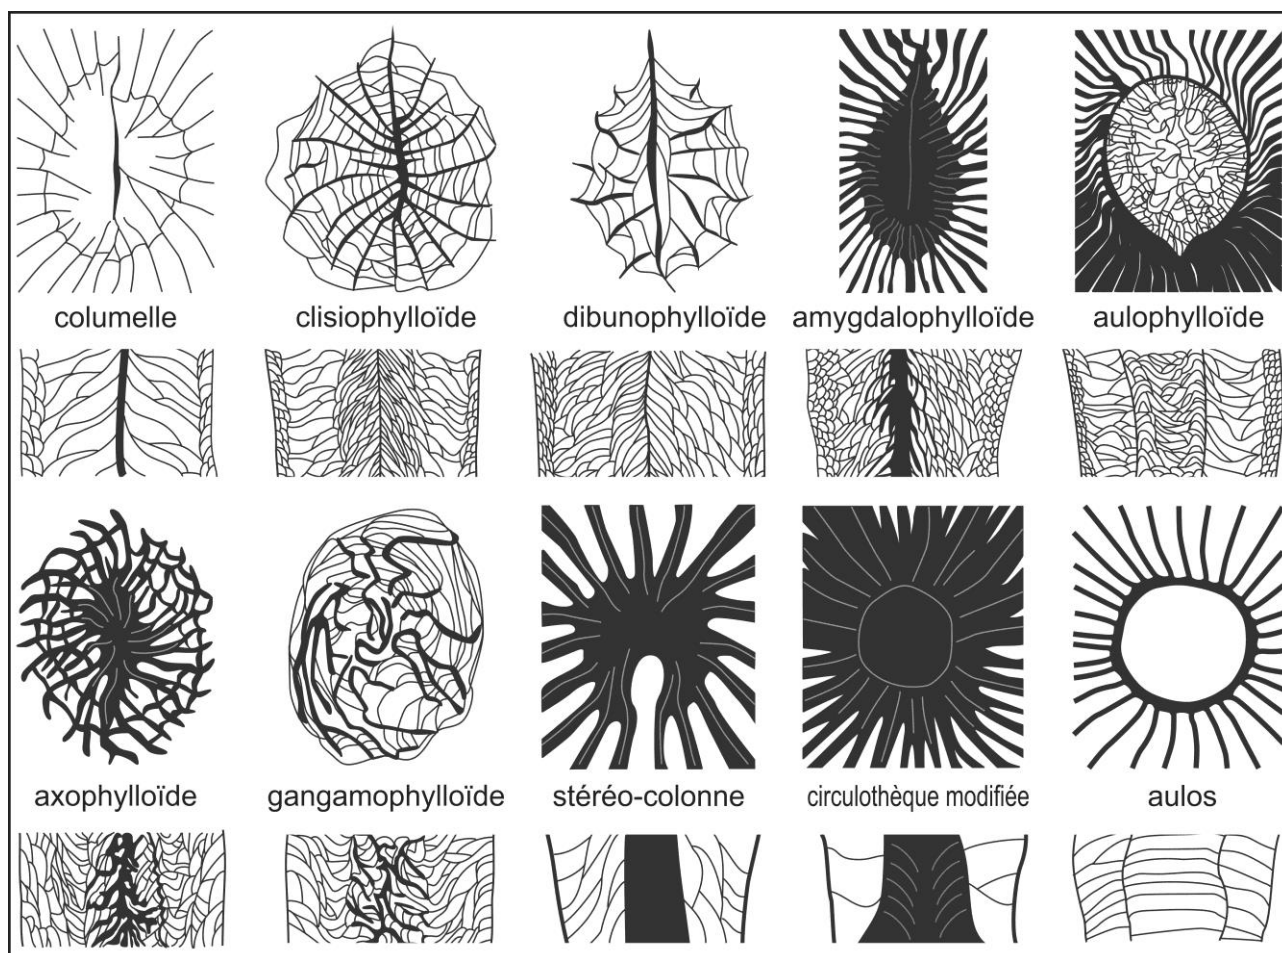 columelle
clisiophylloïde
dibunophylloïde
amygdalophylloïde
aulophylloïde
axophylloïde
gangamophylloïde
stéréo-colonne
circulothèque modifiée
aulos